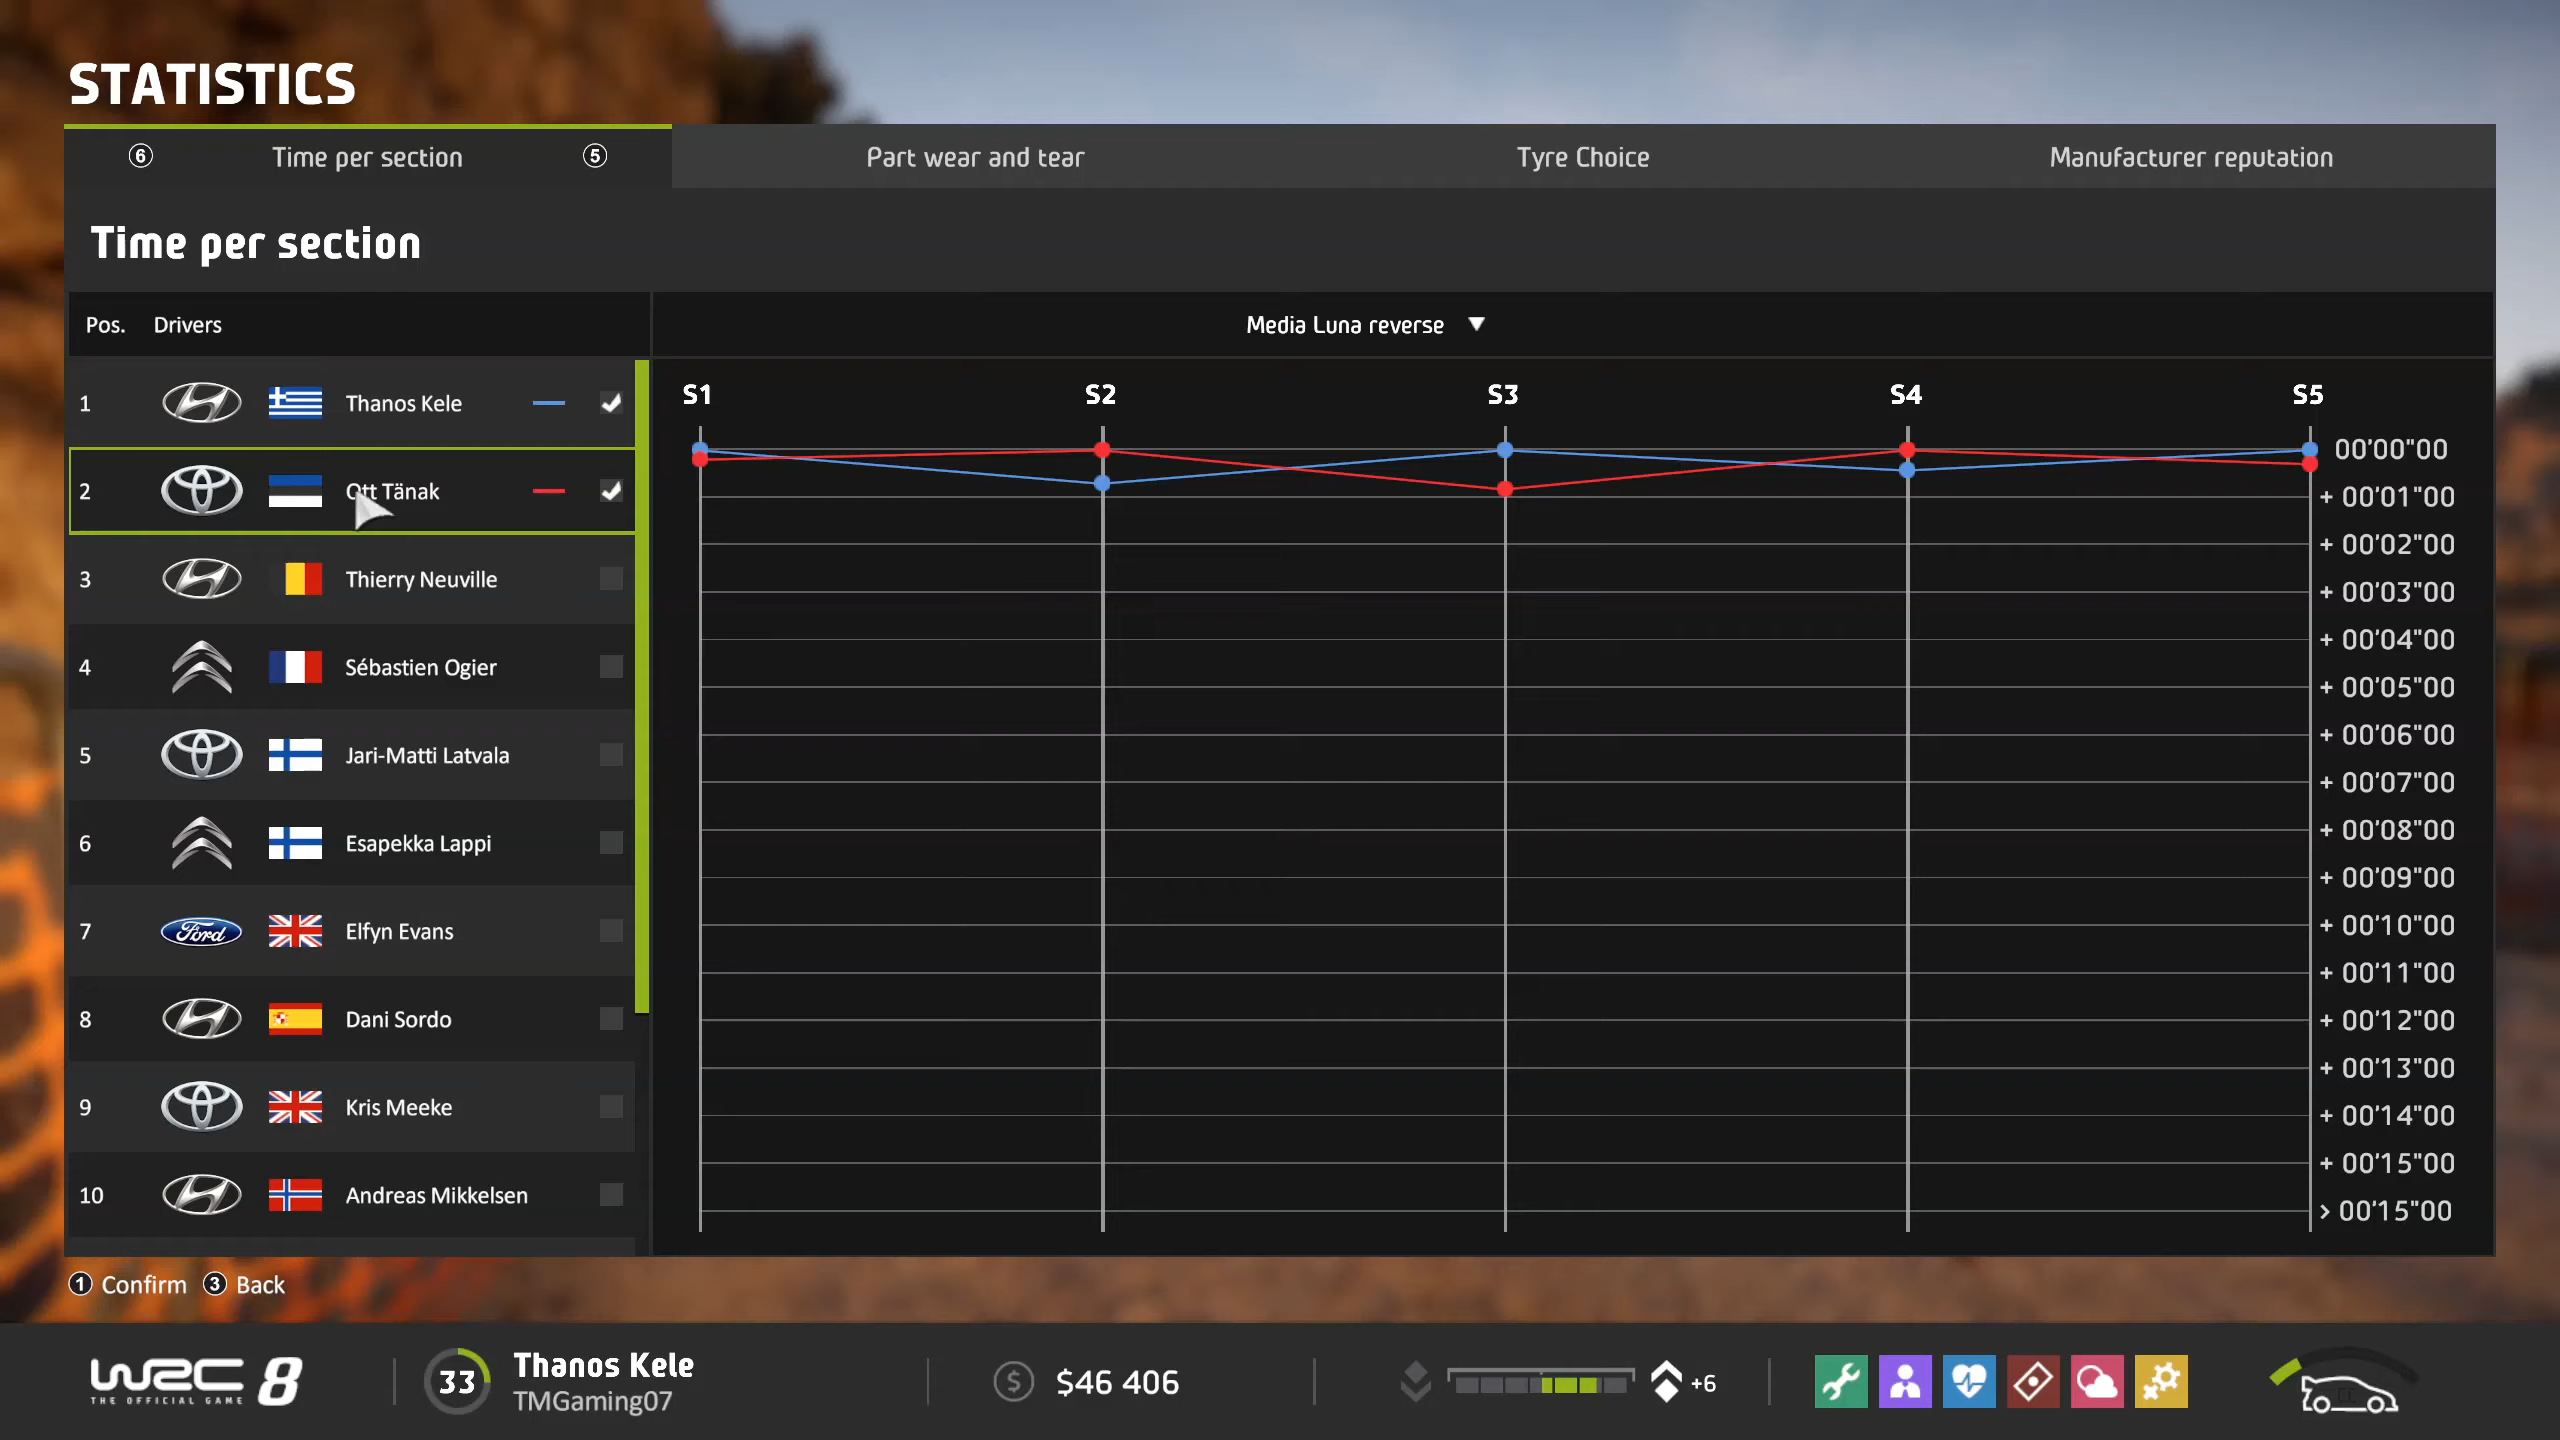 STATISTICS
6 Time per section 5 Part wear and tear Tyre Choice Manufacturer reputation
Time per section
Pos. Drivers Media Luna reverse
1 Thanos Kele
2 Ott Tänak
3 Thierry Neuville
4 Sébastien Ogier
5 Jari-Matti Latvala
6 Esapekka Lappi
7 Ford Elfyn Evans
8 Dani Sordo
9 Kris Meeke
10 Andreas Mikkelsen
S1 S2 S3 S4 S5
00'00"00
+ 00'01"00
+ 00'02"00
+ 00'03"00
+ 00'04"00
+ 00'05"00
+ 00'06"00
+ 00'07"00
+ 00'08"00
+ 00'09"00
+ 00'10"00
+ 00'11"00
+ 00'12"00
+ 00'13"00
+ 00'14"00
+ 00'15"00
> 00'15"00
1 Confirm 3 Back
WRC 8
THE OFFICIAL GAME
33 Thanos Kele
TMGaming07
$ $46 406
+6